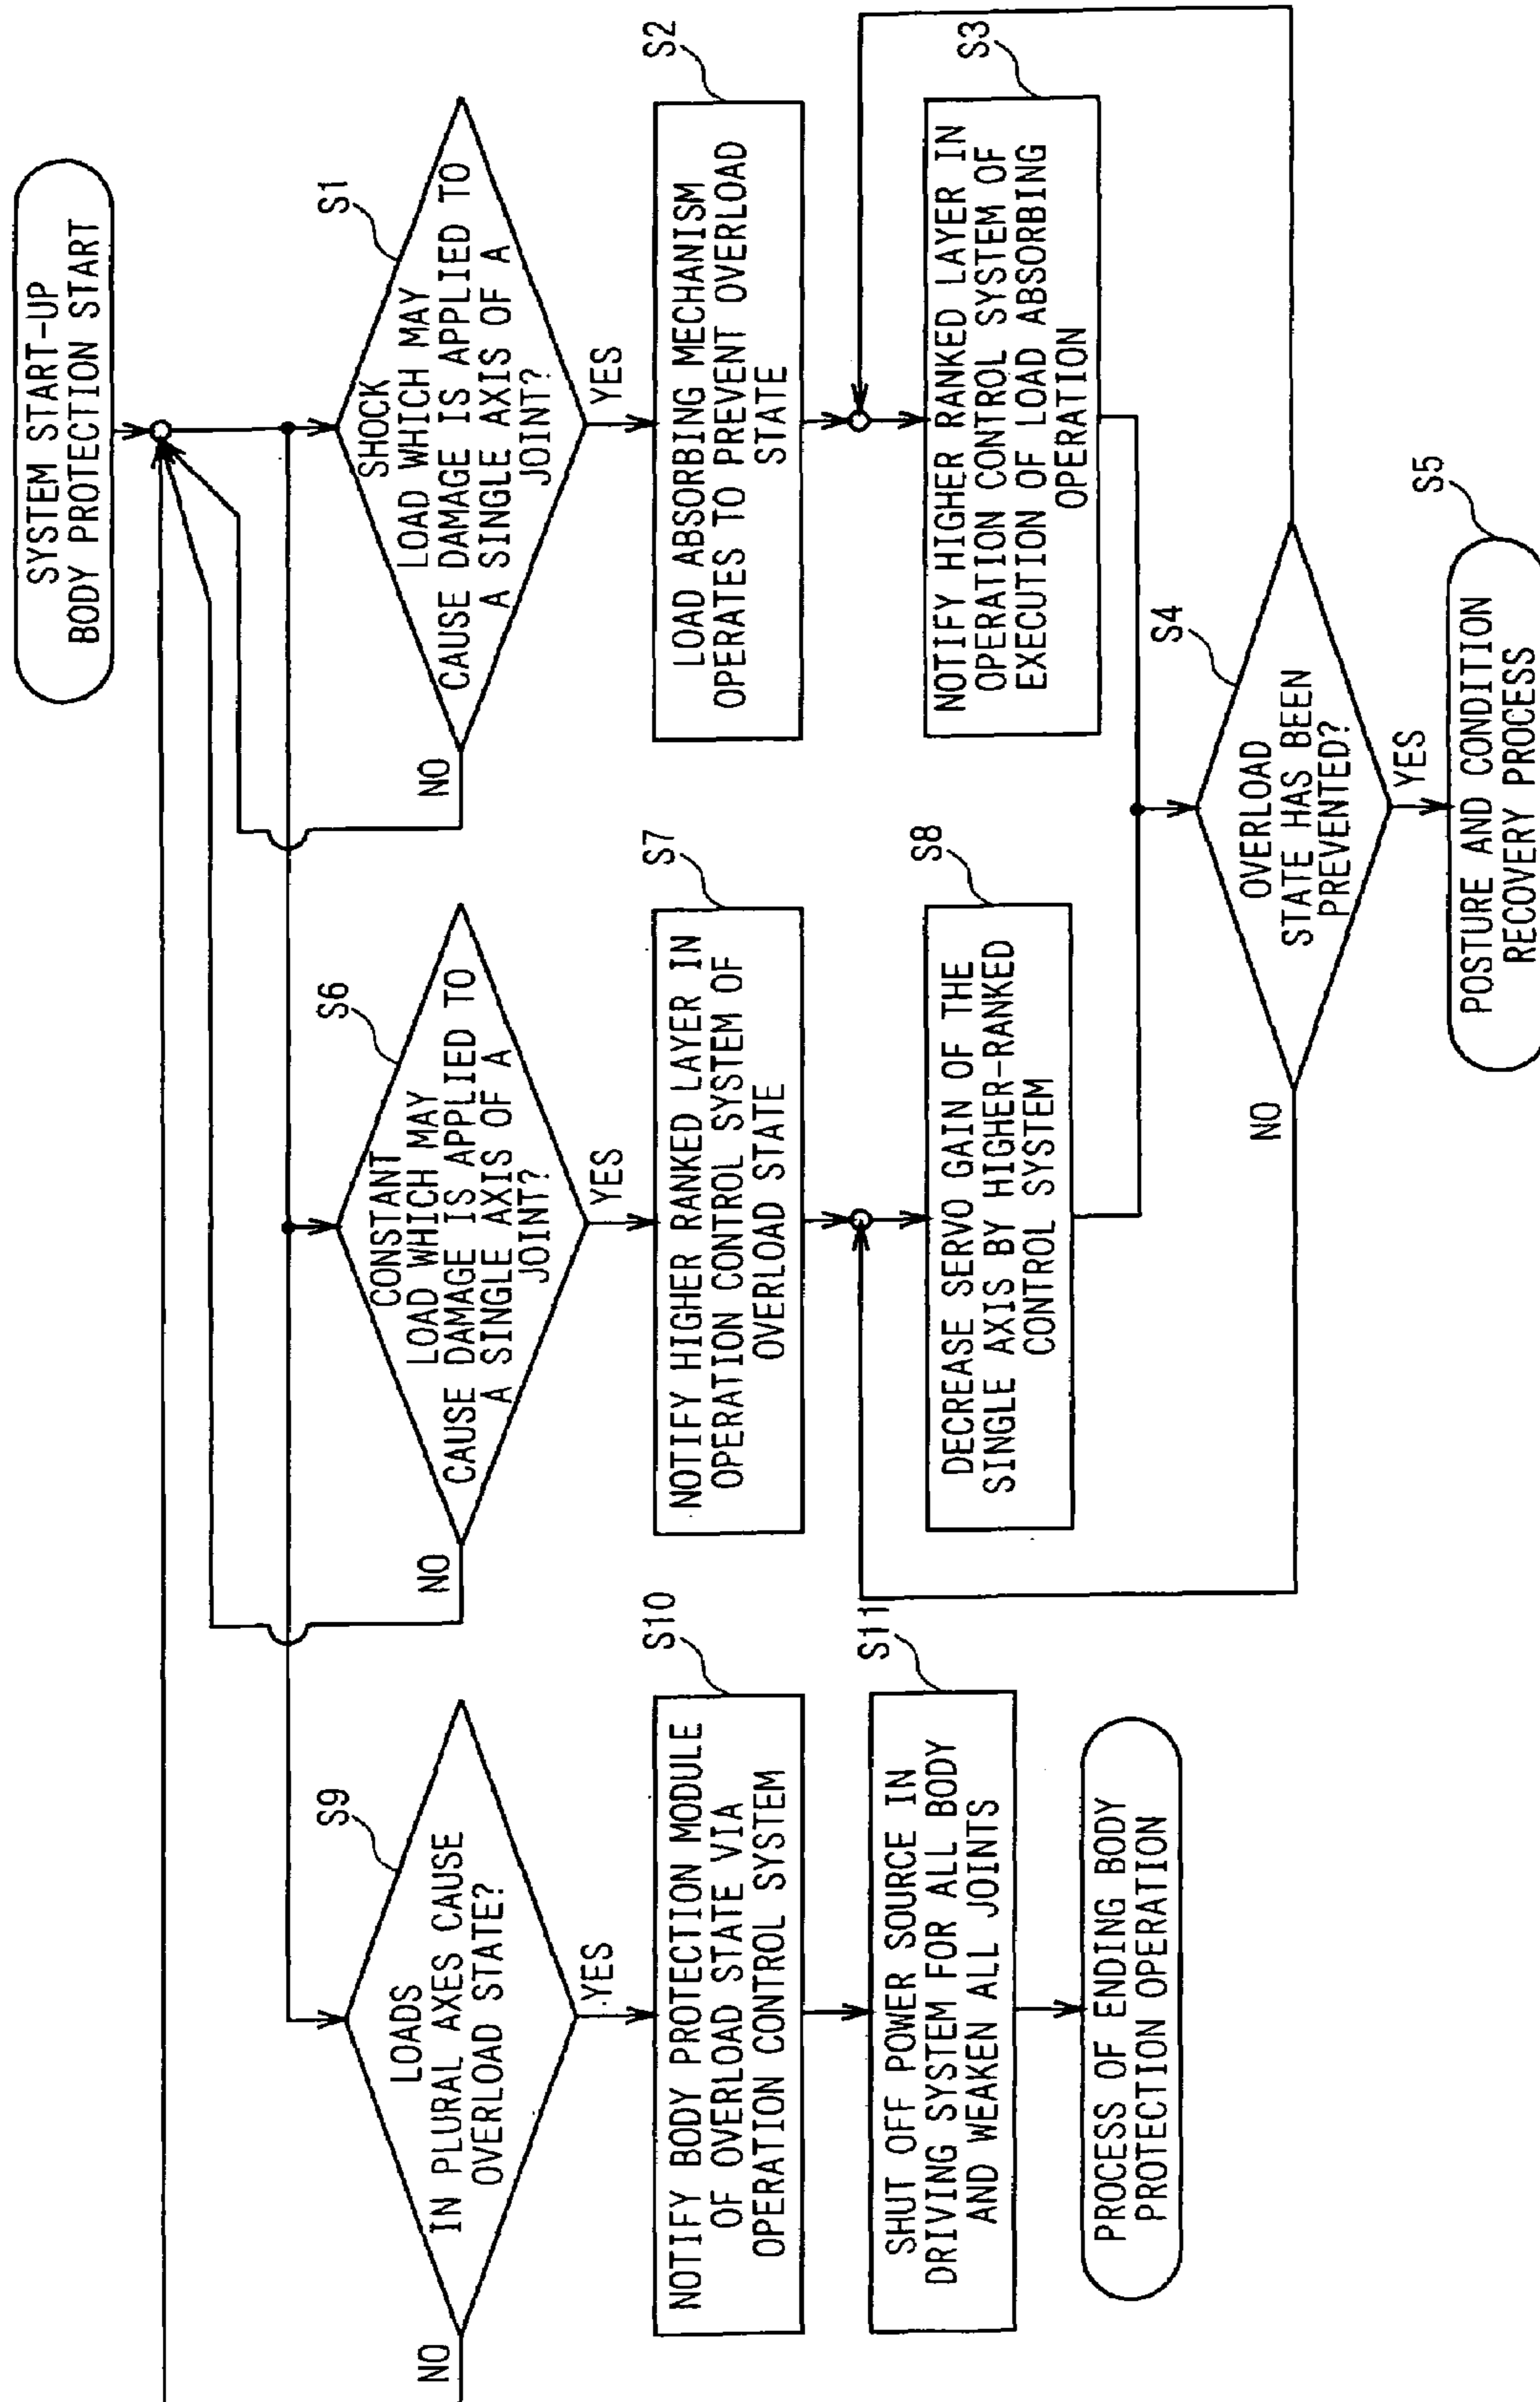 SYSTEM START-UP
BODY PROTECTION START
S1
SHOCK
LOAD WHICH MAY
CAUSE DAMAGE IS APPLIED TO
A SINGLE AXIS OF A
JOINT?
NO
YES
S2
LOAD ABSORBING MECHANISM
OPERATES TO PREVENT OVERLOAD
STATE
S3
NOTIFY HIGHER RANKED LAYER IN
OPERATION CONTROL SYSTEM OF
EXECUTION OF LOAD ABSORBING
OPERATION
S4
OVERLOAD
STATE HAS BEEN
PREVENTED?
NO
YES
S5
POSTURE AND CONDITION
RECOVERY PROCESS
S6
CONSTANT
LOAD WHICH MAY
CAUSE DAMAGE IS APPLIED TO
A SINGLE AXIS OF A
JOINT?
NO
YES
S7
NOTIFY HIGHER RANKED LAYER IN
OPERATION CONTROL SYSTEM OF
OVERLOAD STATE
S8
DECREASE SERVO GAIN OF THE
SINGLE AXIS BY HIGHER-RANKED
CONTROL SYSTEM
S9
LOADS
IN PLURAL AXES CAUSE
OVERLOAD STATE?
NO
YES
S10
NOTIFY BODY PROTECTION MODULE
OF OVERLOAD STATE VIA
OPERATION CONTROL SYSTEM
S11
SHUT OFF POWER SOURCE IN
DRIVING SYSTEM FOR ALL BODY
AND WEAKEN ALL JOINTS
PROCESS OF ENDING BODY
PROTECTION OPERATION